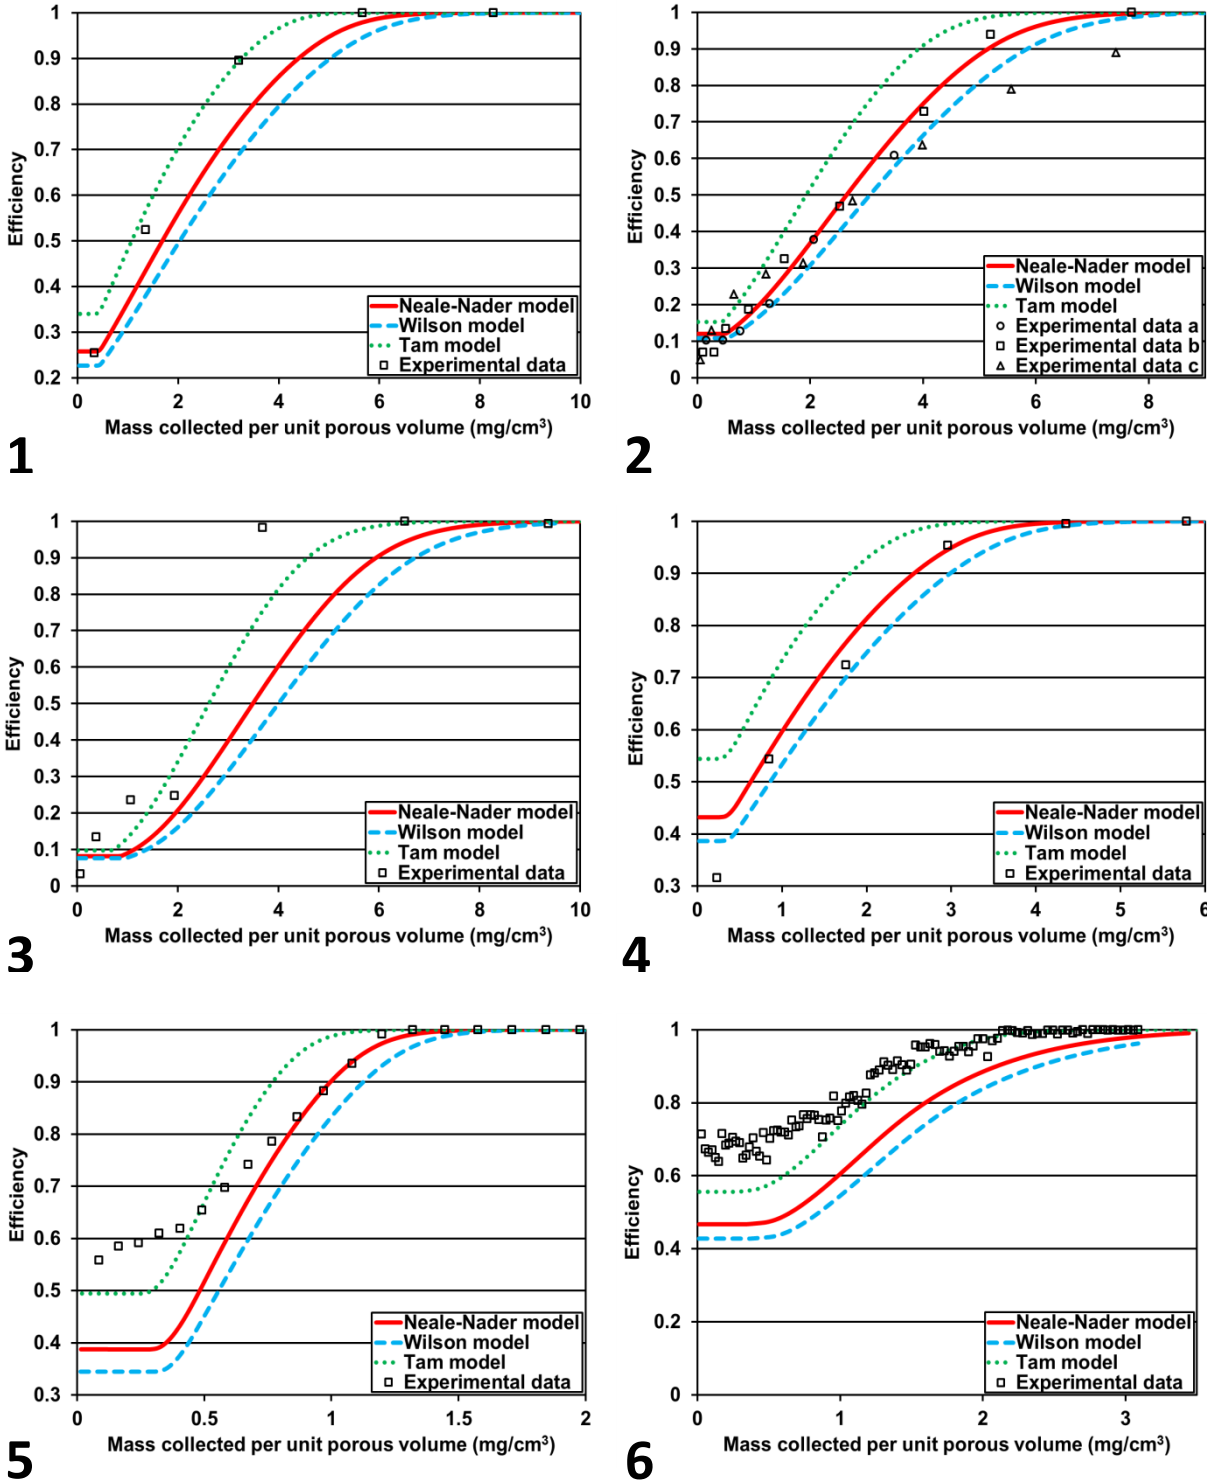 1
0.9
0.8
0.7
0.6
0.5
0.4
0.3
0.2
Efficiency
0 2 4 6 8 10
Mass collected per unit porous volume (mg/cm³)
Neale-Nader model
Wilson model
Tam model
Experimental data
1
1
0.9
0.8
0.7
0.6
0.5
0.4
0.3
0.2
0.1
0
Efficiency
0 2 4 6 8
Mass collected per unit porous volume (mg/cm³)
Neale-Nader model
Wilson model
Tam model
Experimental data a
Experimental data b
Experimental data c
2
1
0.9
0.8
0.7
0.6
0.5
0.4
0.3
0.2
0.1
0
Efficiency
0 2 4 6 8 10
Mass collected per unit porous volume (mg/cm³)
Neale-Nader model
Wilson model
Tam model
Experimental data
3
1
0.9
0.8
0.7
0.6
0.5
0.4
0.3
Efficiency
0 1 2 3 4 5 6
Mass collected per unit porous volume (mg/cm³)
Neale-Nader model
Wilson model
Tam model
Experimental data
4
1
0.9
0.8
0.7
0.6
0.5
0.4
0.3
Efficiency
0 0.5 1 1.5 2
Mass collected per unit porous volume (mg/cm³)
Neale-Nader model
Wilson model
Tam model
Experimental data
5
1
0.8
0.6
0.4
0.2
0
Efficiency
0 1 2 3
Mass collected per unit porous volume (mg/cm³)
Neale-Nader model
Wilson model
Tam model
Experimental data
6